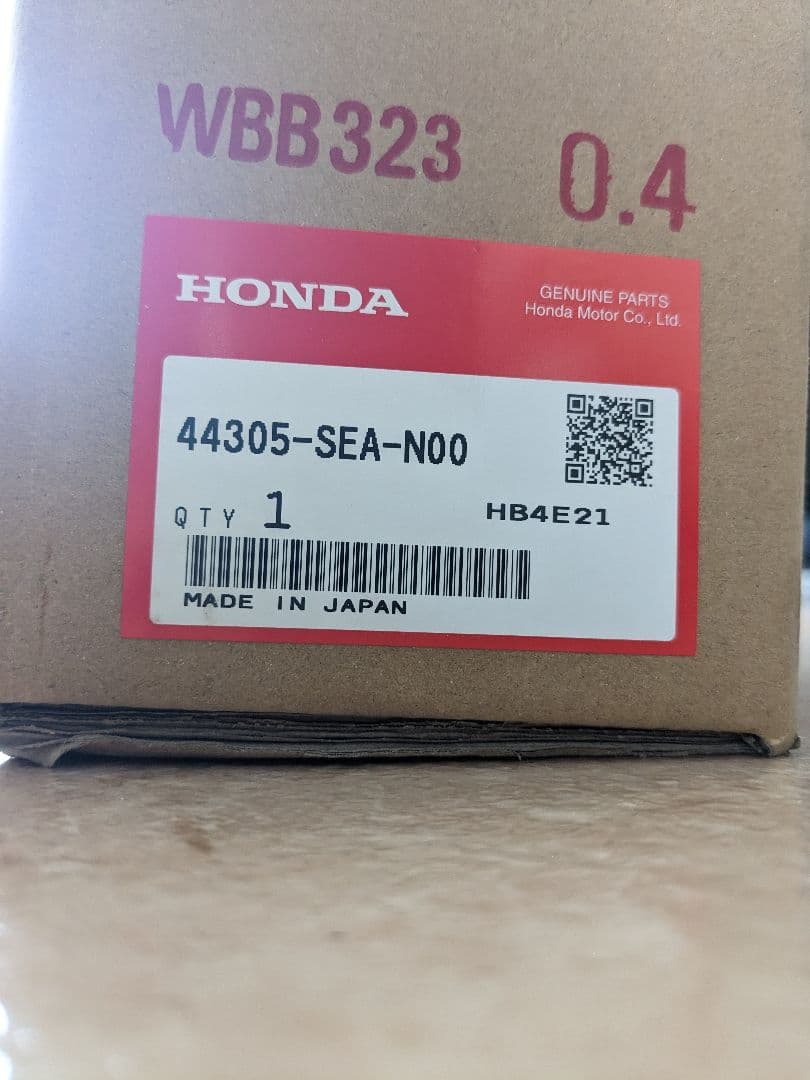 WBB323 0.4
HONDA
GENUINE PARTS
Honda Motor Co., Ltd.
44305-SEA-N00
QTY 1
HB4E21
MADE IN JAPAN